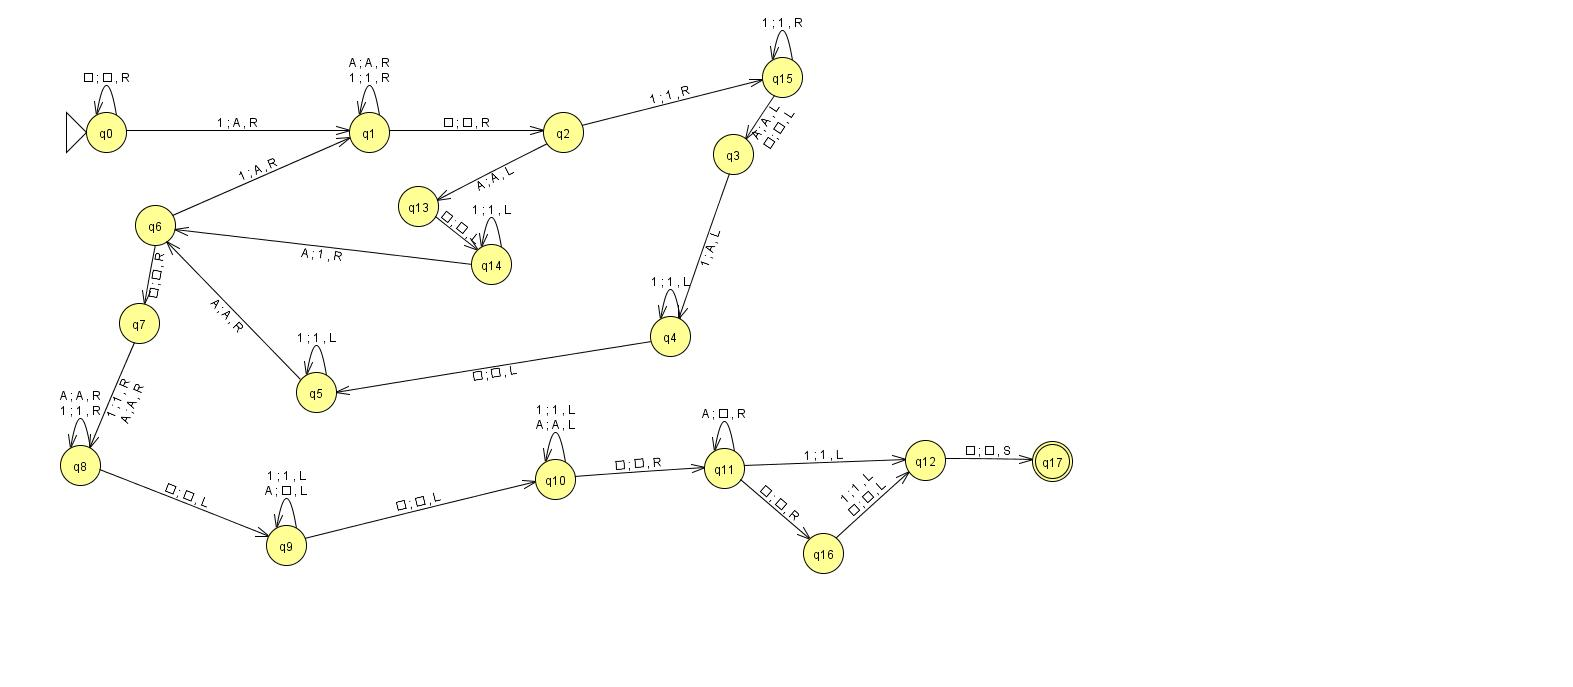 1 ; 1 , R
q15
A ; A , L
□ ; □ , L
□ ; □ , R
q0
1 ; A , R
A ; A , R
1 ; 1 , R
q1
□ ; □ , R
q2
1 ; 1 , R
q3
A ; A , L
q13
□ ; □ , L
1 ; 1 , L
q14
1 ; A , R
q6
A ; 1 , R
1 ; A , L
□ ; □ , R
q7
A ; A , R
1 ; 1 , L
q4
□ ; □ , L
1 ; 1 , L
q5
1 ; 1 , R
A ; A , R
A ; A , R
1 ; 1 , R
q8
□ ; □ , L
1 ; 1 , L
A ; □ , L
q9
□ ; □ , L
1 ; 1 , L
A ; A , L
q10
□ ; □ , R
A ; □ , R
q11
1 ; 1 , L
q12
□ ; □ , S
q17
□ ; □ , R
1 ; 1 , L
□ ; □ , L
q16